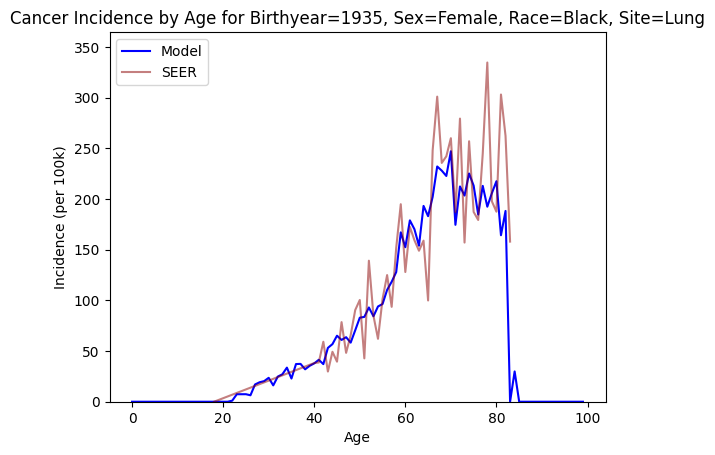 Cancer Incidence by Age for Birthyear=1935, Sex=Female, Race=Black, Site=Lung
Model
SEER
350
300
250
200
150
100
50
0
Incidence (per 100k)
0 20 40 60 80 100
Age